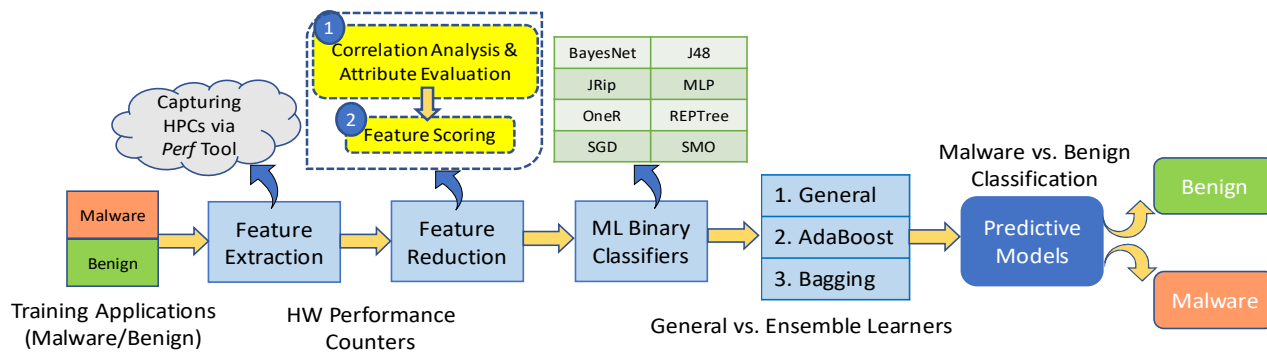 1
Correlation Analysis &
Attribute Evaluation
2
Feature Scoring
BayesNet J48
JRip MLP
OneR REPTree
SGD SMO
Capturing
HPCs via
Perf Tool
Malware
Benign
Training Applications
(Malware/Benign)
Feature
Extraction
HW Performance
Counters
Feature
Reduction
ML Binary
Classifiers
1. General
2. AdaBoost
3. Bagging
General vs. Ensemble Learners
Malware vs. Benign
Classification
Predictive
Models
Benign
Malware